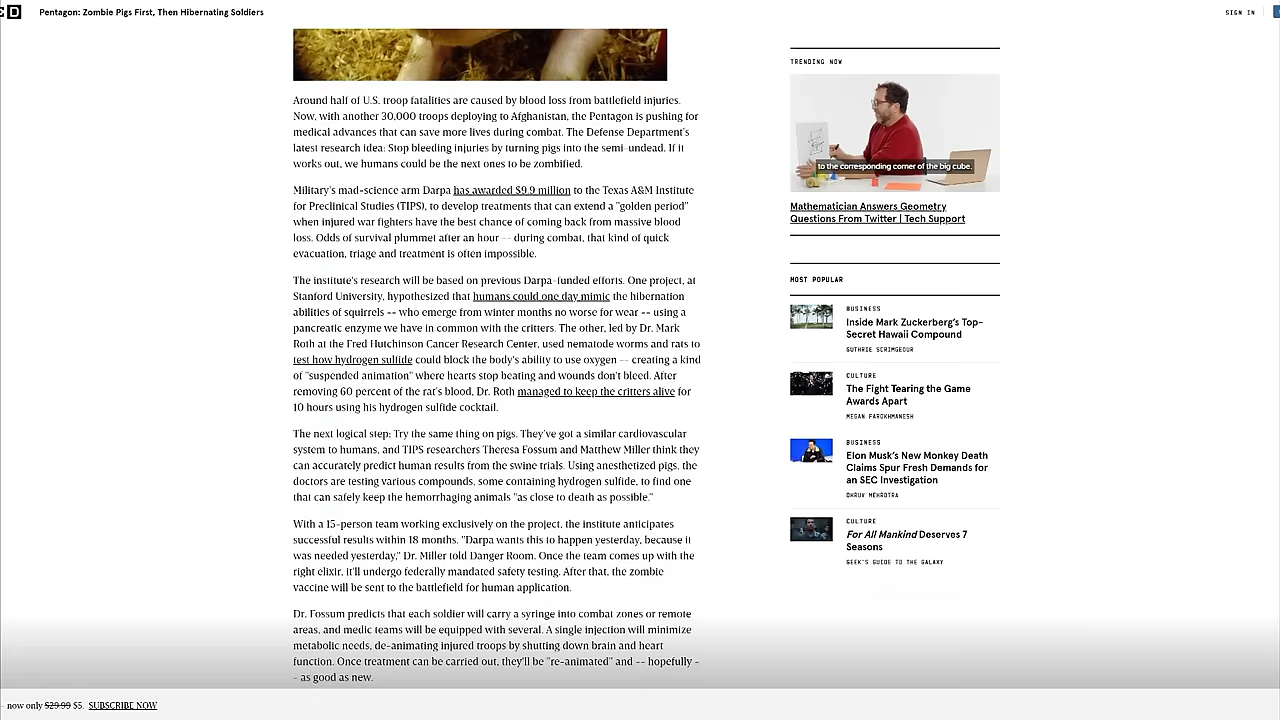 D
Pentagon: Zombie Pigs First, Then Hibernating Soldiers
SIGN IN
Around half of U.S. troop fatalities are caused by blood loss from battlefield injuries.
Now, with another 30,000 troops deploying to Afghanistan, the Pentagon is pushing for
medical advances that can save more lives during combat. The Defense Department's
latest research idea: Stop bleeding injuries by turning pigs into the semi-undead. If it
works out, we humans could be the next ones to be zombified.
Military's mad-science arm Darpa has awarded $9.9 million to the Texas A&M Institute
for Preclinical Studies (TIPS), to develop treatments that can extend a "golden period"
when injured war fighters have the best chance of coming back from massive blood
loss. Odds of survival plummet after an hour -- during combat, that kind of quick
evacuation, triage and treatment is often impossible.
The institute's research will be based on previous Darpa-funded efforts. One project, at
Stanford University, hypothesized that humans could one day mimic the hibernation
abilities of squirrels -- who emerge from winter months no worse for wear -- using a
pancreatic enzyme we have in common with the critters. The other, led by Dr. Mark
Roth at the Fred Hutchinson Cancer Research Center, used nematode worms and rats to
test how hydrogen sulfide could block the body's ability to use oxygen -- creating a kind
of "suspended animation" where hearts stop beating and wounds don't bleed. After
removing 60 percent of the rat's blood, Dr. Roth managed to keep the critters alive for
10 hours using his hydrogen sulfide cocktail.
The next logical step: Try the same thing on pigs. They've got a similar cardiovascular
system to humans, and TIPS researchers Theresa Fossum and Matthew Miller think they
can accurately predict human results from the swine trials. Using anesthetized pigs, the
doctors are testing various compounds, some containing hydrogen sulfide, to find one
that can safely keep the hemorrhaging animals "as close to death as possible."
With a 15-person team working exclusively on the project, the institute anticipates
successful results within 18 months. "Darpa wants this to happen yesterday, because it
was needed yesterday," Dr. Miller told Danger Room. Once the team comes up with the
right elixir, it'll undergo federally mandated safety testing. After that, the zombie
vaccine will be sent to the battlefield for human application.
Dr. Fossum predicts that each soldier will carry a syringe into combat zones or remote
areas, and medic teams will be equipped with several. A single injection will minimize
metabolic needs, de-animating injured troops by shutting down brain and heart
function. Once treatment can be carried out, they'll be "re-animated" and -- hopefully -
- as good as new.
TRENDING NOW
to the corresponding corner of the big cube.
Mathematician Answers Geometry
Questions From Twitter | Tech Support
MOST POPULAR
BUSINESS
Inside Mark Zuckerberg's Top-
Secret Hawaii Compound
GUTHRIE SCRIMGEOUR
CULTURE
The Fight Tearing the Game
Awards Apart
MEGAN FAROKHMANESH
BUSINESS
Elon Musk's New Monkey Death
Claims Spur Fresh Demands for
an SEC Investigation
DHRUV MEHROTRA
CULTURE
For All Mankind Deserves 7
Seasons
GEEK'S GUIDE TO THE GALAXY
- now only $29.99 $5. SUBSCRIBE NOW